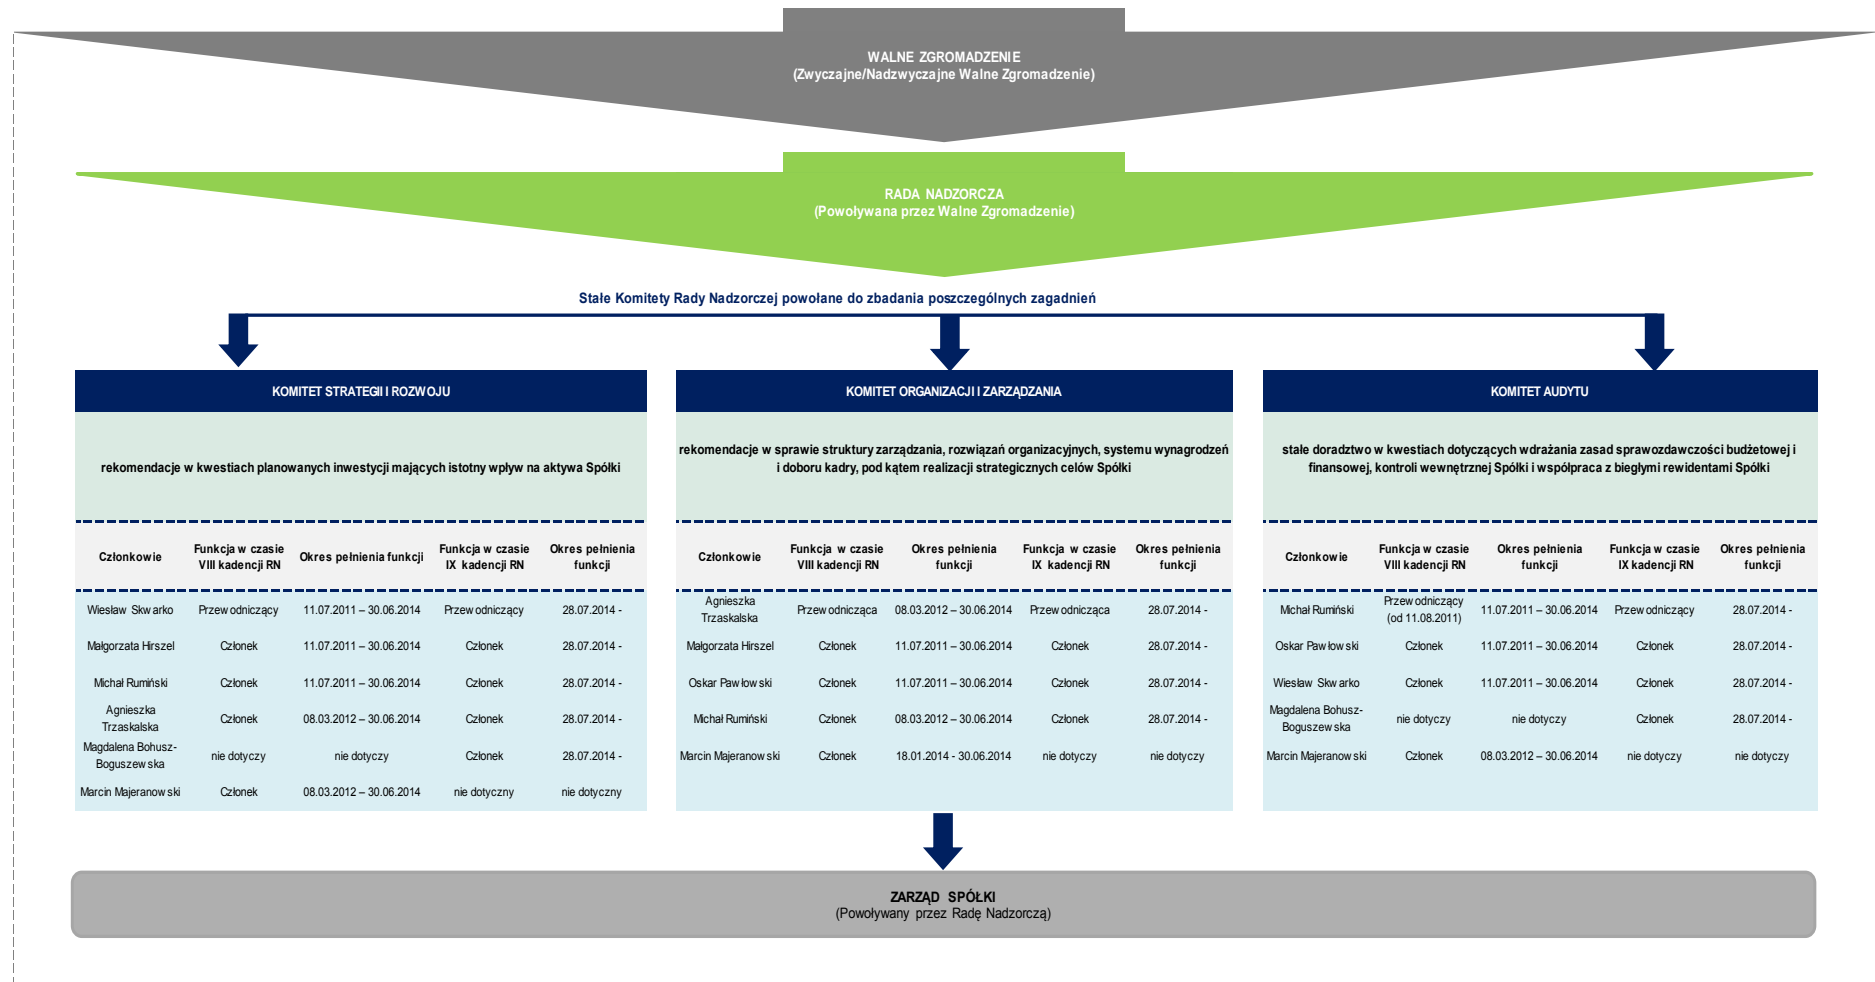 WALNE ZGROMADZENIE
(Zwyczajne/Nadzwyczajne Walne Zgromadzenie)
RADA NADZORCZA
(Powoływana przez Walne Zgromadzenie)
Stałe Komitety Rady Nadzorczej powołane do zbadania poszczególnych zagadnień
KOMITET STRATEGII I ROZWOJU
rekomendacje w kwestiach planowanych inwestycji mających istotny wpływ na aktywa Spółki
Członkowie Funkcja w czasie VIII kadencji RN Okres pełnienia funkcji Funkcja w czasie IX kadencji RN Okres pełnienia funkcji
Wiesław Skwarko Przewodniczący 11.07.2011 – 30.06.2014 Przewodniczący 28.07.2014 -
Małgorzata Hirszel Członek 11.07.2011 – 30.06.2014 Członek 28.07.2014 -
Michał Rumiński Członek 11.07.2011 – 30.06.2014 Członek 28.07.2014 -
Agnieszka Trzaskalska Członek 08.03.2012 – 30.06.2014 Członek 28.07.2014 -
Magdalena Bohusz-Boguszewska nie dotyczy nie dotyczy Członek 28.07.2014 -
Marcin Majeranowski Członek 08.03.2012 – 30.06.2014 nie dotyczny nie dotyczny
KOMITET ORGANIZACJI I ZARZĄDZANIA
rekomendacje w sprawie struktury zarządzania, rozwiązań organizacyjnych, systemu wynagrodzeń
i doboru kadry, pod kątem realizacji strategicznych celów Spółki
Członkowie Funkcja w czasie VIII kadencji RN Okres pełnienia funkcji Funkcja w czasie IX kadencji RN Okres pełnienia funkcji
Agnieszka Trzaskalska Przewodnicząca 08.03.2012 – 30.06.2014 Przewodnicząca 28.07.2014 -
Małgorzata Hirszel Członek 11.07.2011 – 30.06.2014 Członek 28.07.2014 -
Oskar Pawłowski Członek 11.07.2011 – 30.06.2014 Członek 28.07.2014 -
Michał Rumiński Członek 08.03.2012 – 30.06.2014 Członek 28.07.2014 -
Marcin Majeranowski Członek 18.01.2014 - 30.06.2014 nie dotyczy nie dotyczy
KOMITET AUDYTU
stałe doradztwo w kwestiach dotyczących wdrażania zasad sprawozdawczości budżetowej i
finansowej, kontroli wewnętrznej Spółki i współpraca z biegłymi rewidentami Spółki
Członkowie Funkcja w czasie VIII kadencji RN Okres pełnienia funkcji Funkcja w czasie IX kadencji RN Okres pełnienia funkcji
Michał Rumiński Przewodniczący (od 11.08.2011) 11.07.2011 – 30.06.2014 Przewodniczący 28.07.2014 -
Oskar Pawłowski Członek 11.07.2011 – 30.06.2014 Członek 28.07.2014 -
Wiesław Skwarko Członek 11.07.2011 – 30.06.2014 Członek 28.07.2014 -
Magdalena Bohusz-Boguszewska nie dotyczy nie dotyczy Członek 28.07.2014 -
Marcin Majeranowski Członek 08.03.2012 – 30.06.2014 nie dotyczy nie dotyczy
ZARZĄD SPÓŁKI
(Powoływany przez Radę Nadzorczą)